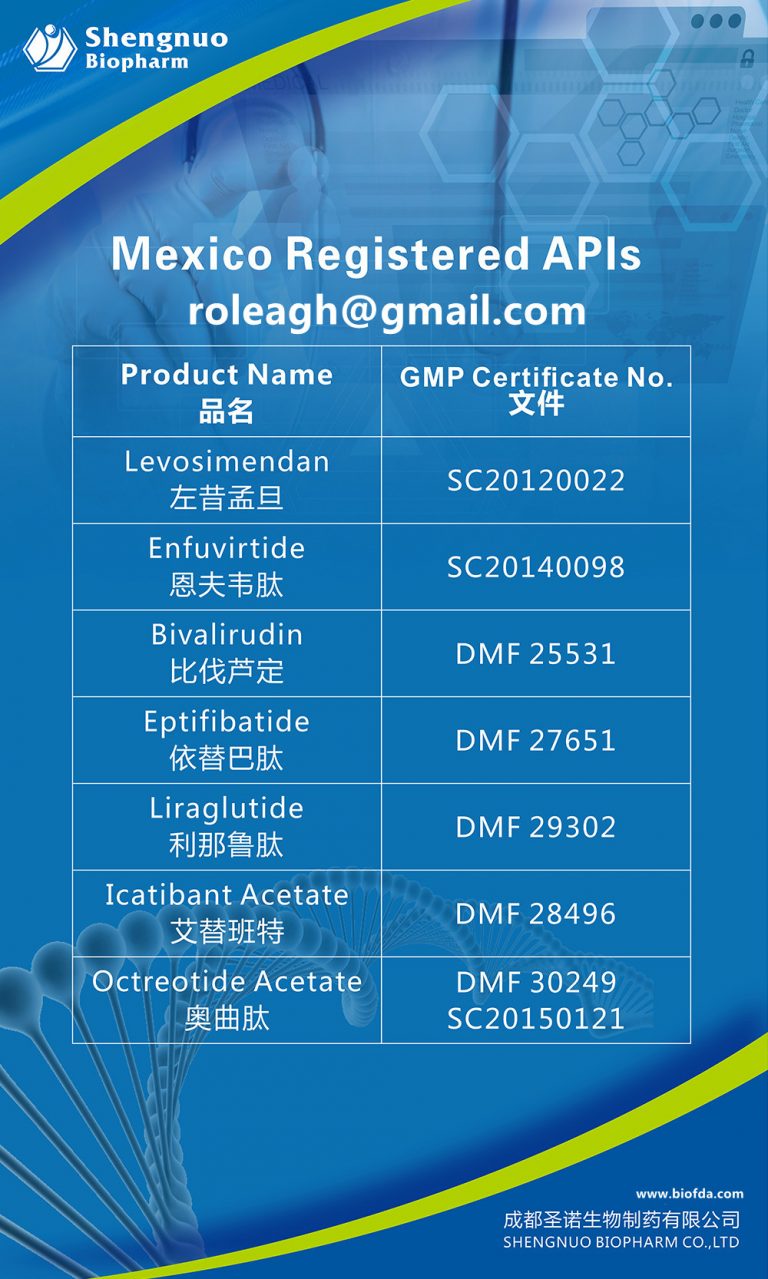 Shengnuo
Biopharm
Mexico Registered APIs
roleagh@gmail.com
Product Name
品名
GMP Certificate No.
文件
Levosimendan
左昔孟旦
SC20120022
Enfuvirtide
恩夫韦肽
SC20140098
Bivalirudin
比伐芦定
DMF 25531
Eptifibatide
依替巴肽
DMF 27651
Liraglutide
利那鲁肽
DMF 29302
Icatibant Acetate
艾替班特
DMF 28496
Octreotide Acetate
奥曲肽
DMF 30249
SC20150121
www.biofda.com
成都圣诺生物制药有限公司
SHENGNUO BIOPHARM CO.,LTD